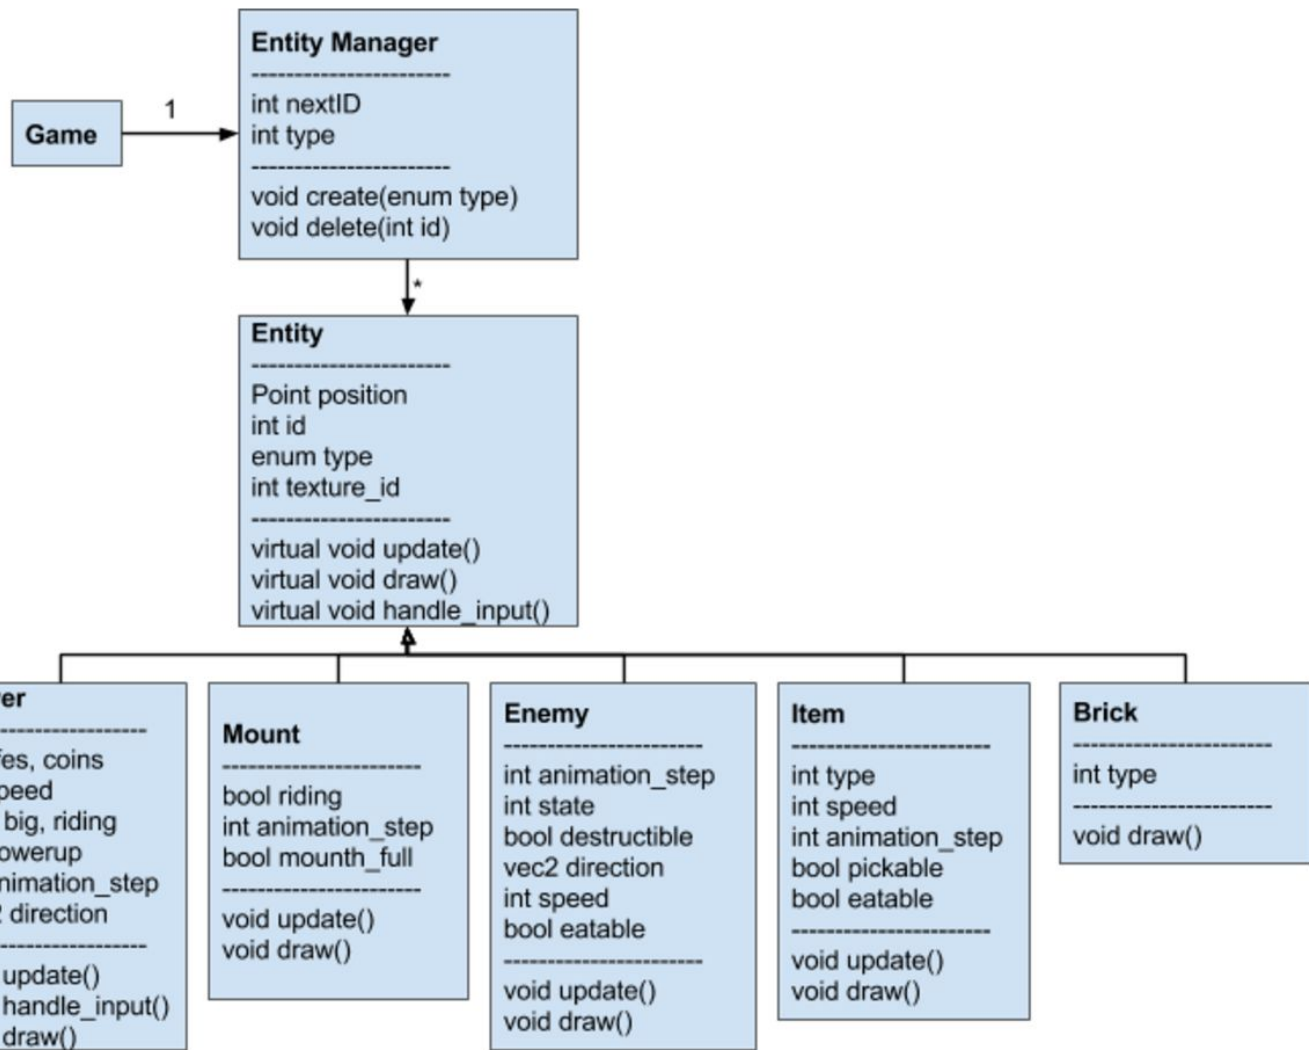 Entity Manager
-----------------------
int nextID
int type
-----------------------
void create(enum type)
void delete(int id)
Game
1
*
Entity
-----------------------
Point position
int id
enum type
int texture_id
-----------------------
virtual void update()
virtual void draw()
virtual void handle_input()
coins
big, riding
direction
update()
handle_input()
draw()
Mount
-----------------------
bool riding
int animation_step
bool mounth_full
-----------------------
void update()
void draw()
Enemy
-----------------------
int animation_step
int state
bool destructible
vec2 direction
int speed
bool eatable
-----------------------
void update()
void draw()
Item
-----------------------
int type
int speed
int animation_step
bool pickable
bool eatable
-----------------------
void update()
void draw()
Brick
-----------------------
int type
-----------------------
void draw()